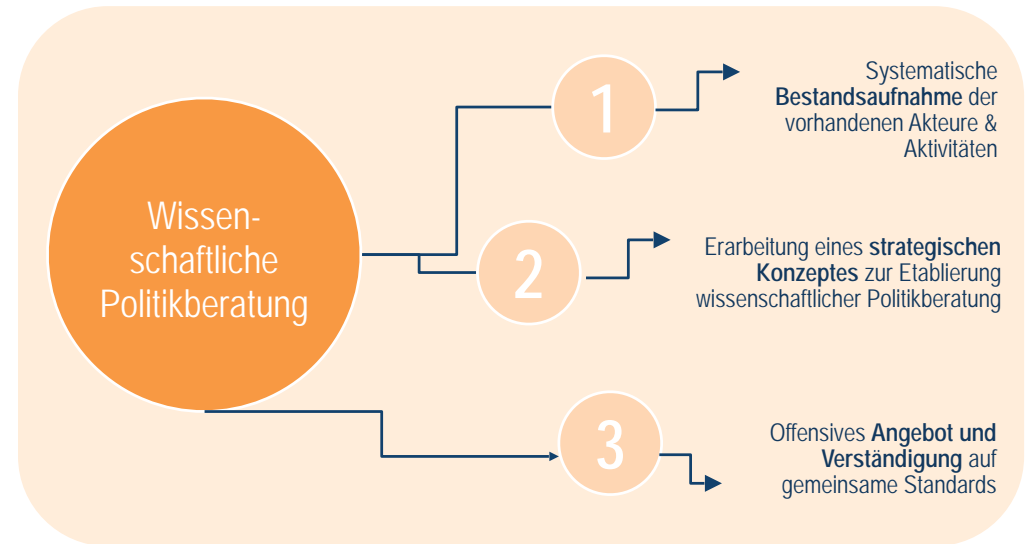 Wissen-
schaftliche
Politikberatung
1
Systematische
Bestandsaufnahme der
vorhandenen Akteure &
Aktivitäten
2
Erarbeitung eines strategischen
Konzeptes zur Etablierung
wissenschaftlicher Politikberatung
3
Offensives Angebot und
Verständigung auf
gemeinsame Standards